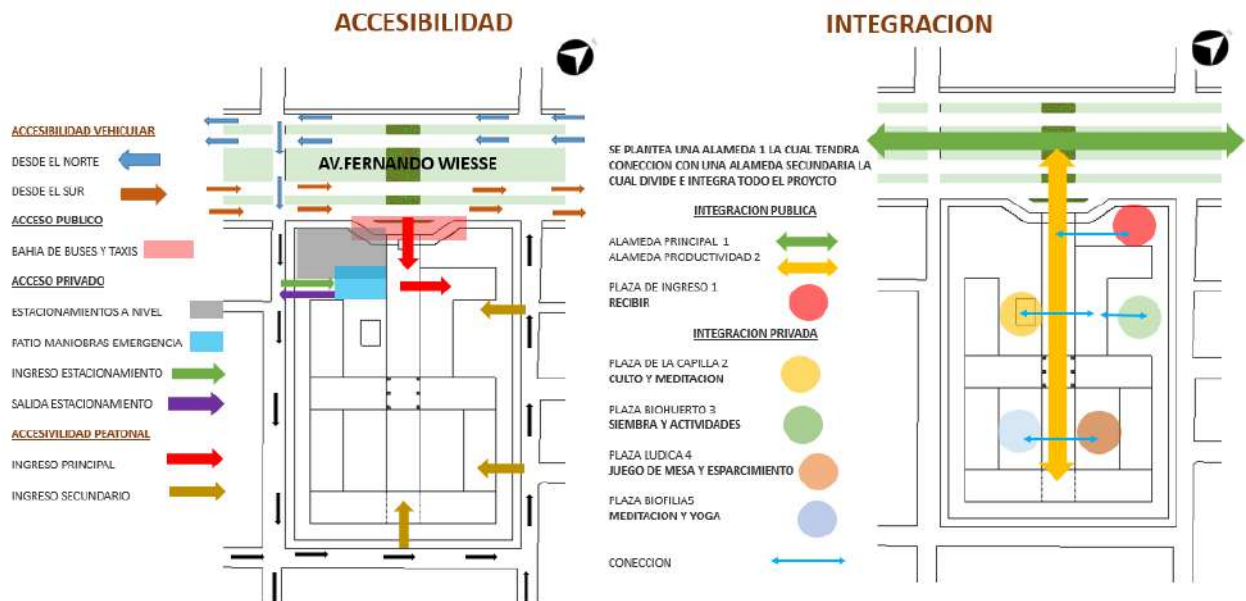 ACCESIBILIDAD
ACCESIBILIDAD VEHICULAR
DESDE EL NORTE
DESDE EL SUR
ACCESO PUBLICO
BAHIA DE BUSES Y TAXIS
ACCESO PRIVADO
ESTACIONAMIENTOS A NIVEL
PATIO MANIOBRAS EMERGENCIA
INGRESO ESTACIONAMIENTO
SALIDA ESTACIONAMIENTO
ACCESIVILIDAD PEATONAL
INGRESO PRINCIPAL
INGRESO SECUNDARIO
AV.FERNANDO WIESSE
INTEGRACION
SE PLANTEA UNA ALAMEDA 1 LA CUAL TENDRA
CONECCION CON UNA ALAMEDA SECUNDARIA LA
CUAL DIVIDE E INTEGRA TODO EL PROYCTO
INTEGRACION PUBLICA
ALAMEDA PRINCIPAL 1
ALAMEDA PRODUCTIVIDAD 2
PLAZA DE INGRESO 1
RECIBIR
INTEGRACION PRIVADA
PLAZA DE LA CAPILLA 2
CULTO Y MEDITACION
PLAZA BIOHUERTO 3
SIEMBRA Y ACTIVIDADES
PLAZA LUDICA 4
JUEGO DE MESA Y ESPARCIMIENTO
PLAZA BIOFILIA5
MEDITACION Y YOGA
CONECCION